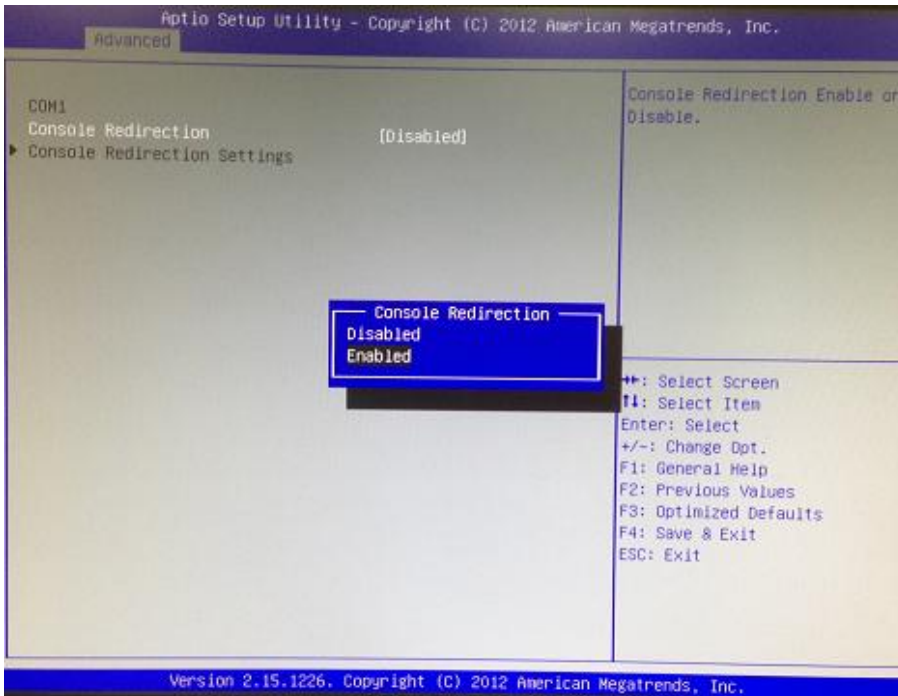 Aptio Setup Utility - Copyright (C) 2012 American Megatrends, Inc.
Advanced
COM1
Console Redirection [Disabled]
Console Redirection Settings
Console Redirection Enable or
Disable.
Console Redirection
Disabled
Enabled
→←: Select Screen
↑↓: Select Item
Enter: Select
+/-: Change Opt.
F1: General Help
F2: Previous Values
F3: Optimized Defaults
F4: Save & Exit
ESC: Exit
Version 2.15.1226. Copyright (C) 2012 American Megatrends, Inc.